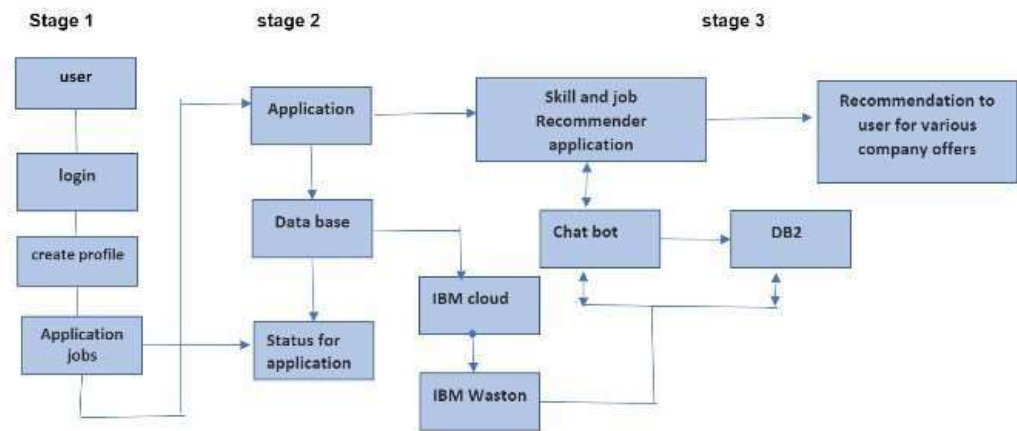 Stage 1
stage 2
stage 3
user
login
create profile
Application
jobs
Application
Data base
Status for
application
IBM cloud
IBM Waston
Skill and job
Recommender
application
Chat bot
DB2
Recommendation to
user for various
company offers